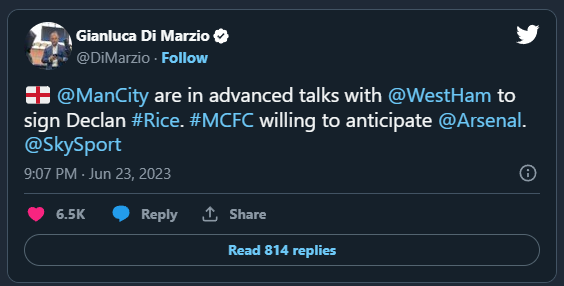 Gianluca Di Marzio
@DiMarzio · Follow
🏴󠁧󠁢󠁥󠁮󠁧󠁿 @ManCity are in advanced talks with @WestHam to
sign Declan #Rice. #MCFC willing to anticipate @Arsenal.
@SkySport
9:07 PM · Jun 23, 2023
6.5K Reply Share
Read 814 replies